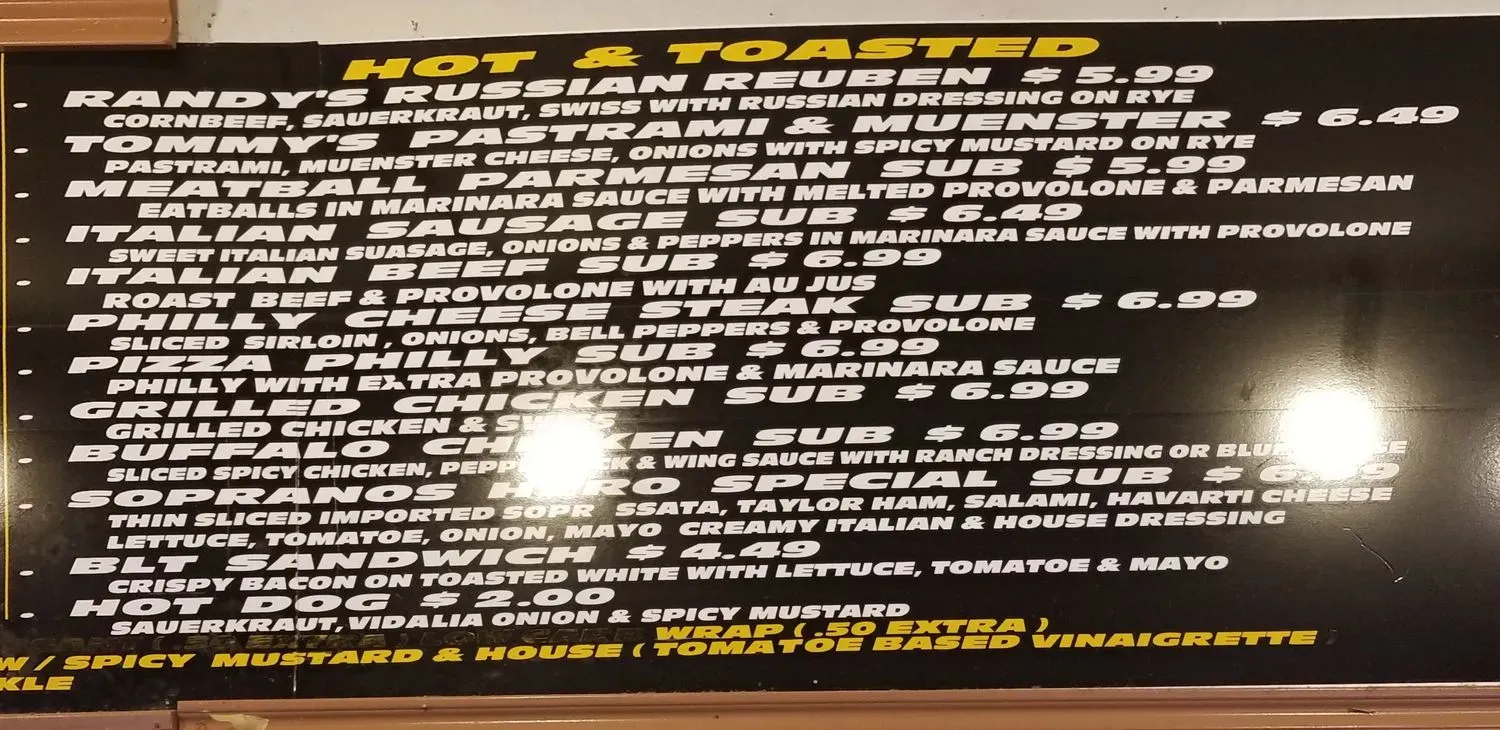 HOT & TOASTED
- RANDY'S RUSSIAN REUBEN $ 5.99
CORNBEEF, SAUERKRAUT, SWISS WITH RUSSIAN DRESSING ON RYE
- TOMMY'S PASTRAMI & MUENSTER $ 6.49
PASTRAMI, MUENSTER CHEESE, ONIONS WITH SPICY MUSTARD ON RYE
- MEATBALL PARMESAN SUB $ 5.99
EATBALLS IN MARINARA SAUCE WITH MELTED PROVOLONE & PARMESAN
- ITALIAN SAUSAGE SUB $ 6.49
SWEET ITALIAN SUASAGE, ONIONS & PEPPERS IN MARINARA SAUCE WITH PROVOLONE
- ITALIAN BEEF SUB $ 6.99
ROAST BEEF & PROVOLONE WITH AU JUS
- PHILLY CHEESE STEAK SUB $ 6.99
SLICED SIRLOIN, ONIONS, BELL PEPPERS & PROVOLONE
- PIZZA PHILLY SUB $ 6.99
PHILLY WITH EXTRA PROVOLONE & MARINARA SAUCE
- GRILLED CHICKEN SUB $ 6.99
GRILLED CHICKEN &
- BUFFALO CHICKEN SUB $ 6.99
SLICED SPICY CHICKEN, & WING SAUCE WITH RANCH DRESSING OR
- SOPRANOS SPECIAL SUB $
THIN SLICED IMPORTED SOPR SSATA, TAYLOR HAM, SALAMI, HAVARTI CHEESE
LETTUCE, TOMATOE, ONION, MAYO CREAMY ITALIAN & HOUSE DRESSING
- BLT SANDWICH $ 4.49
CRISPY BACON ON TOASTED WHITE WITH LETTUCE, TOMATOE & MAYO
- HOT DOG $ 2.00
SAUERKRAUT, VIDALIA ONION & SPICY MUSTARD
WRAP ( .50 EXTRA )
W / SPICY MUSTARD & HOUSE ( TOMATOE BASED VINAIGRETTE
KLE